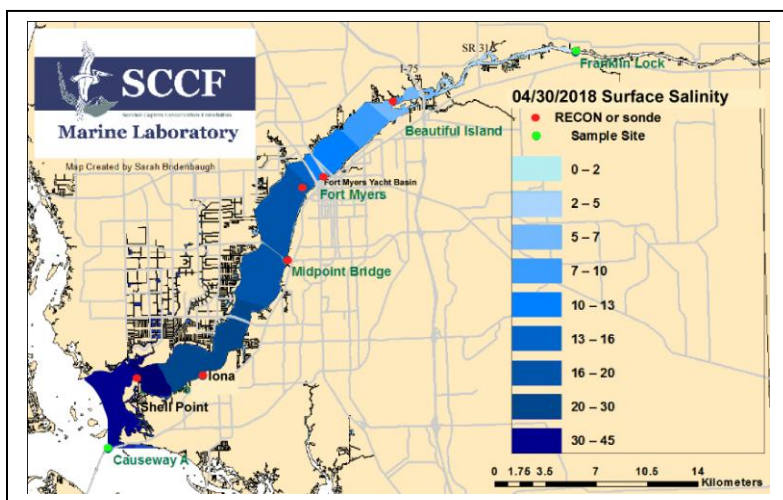 SCCF
Marine Laboratory
Map Created by Sarah Bridenbaugh
I-75
SR 31
Franklin Lock
Beautiful Island
Fort Myers Yacht Basin
Fort Myers
Midpoint Bridge
Iona
Shell Point
Causeway A
04/30/2018 Surface Salinity
RECON or sonde
Sample Site
0 – 2
2 – 5
5 – 7
7 – 10
10 – 13
13 – 16
16 – 20
20 – 30
30 – 45
0 1.75 3.5 7 10.5 14
Kilometers